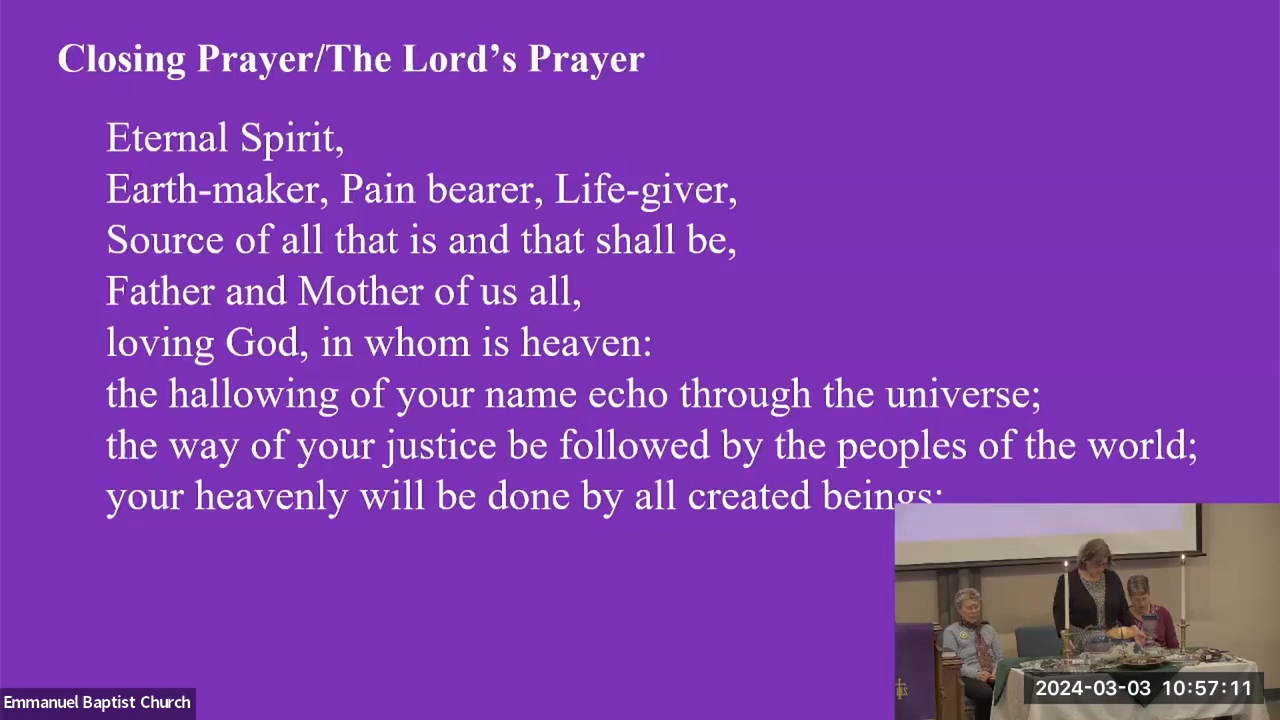 Closing Prayer/The Lord’s Prayer
Eternal Spirit,
Earth-maker, Pain bearer, Life-giver,
Source of all that is and that shall be,
Father and Mother of us all,
loving God, in whom is heaven:
the hallowing of your name echo through the universe;
the way of your justice be followed by the peoples of the world;
your heavenly will be done by all created beings;
Emmanuel Baptist Church
2024-03-03 10:57:11